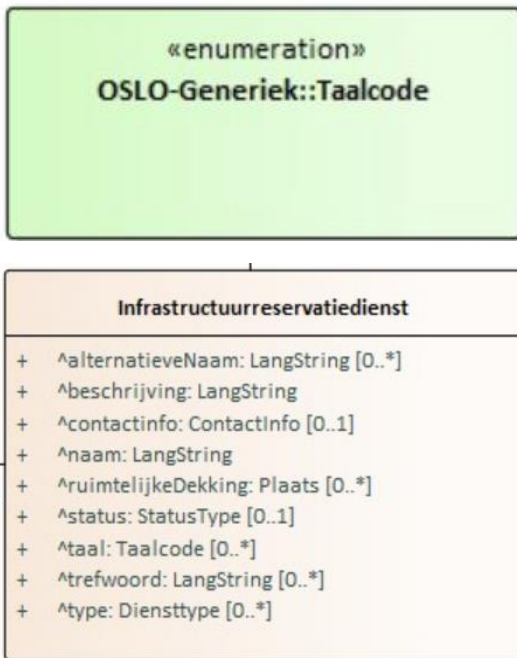 «enumeration»
OSLO-Generiek::Taalcode
Infrastructuurreservatiedienst
+ ^alternatieveNaam: LangString [0..*]
+ ^beschrijving: LangString
+ ^contactinfo: ContactInfo [0..1]
+ ^naam: LangString
+ ^ruimtelijkeDekking: Plaats [0..*]
+ ^status: StatusType [0..1]
+ ^taal: Taalcode [0..*]
+ ^trefwoord: LangString [0..*]
+ ^type: Diensttype [0..*]